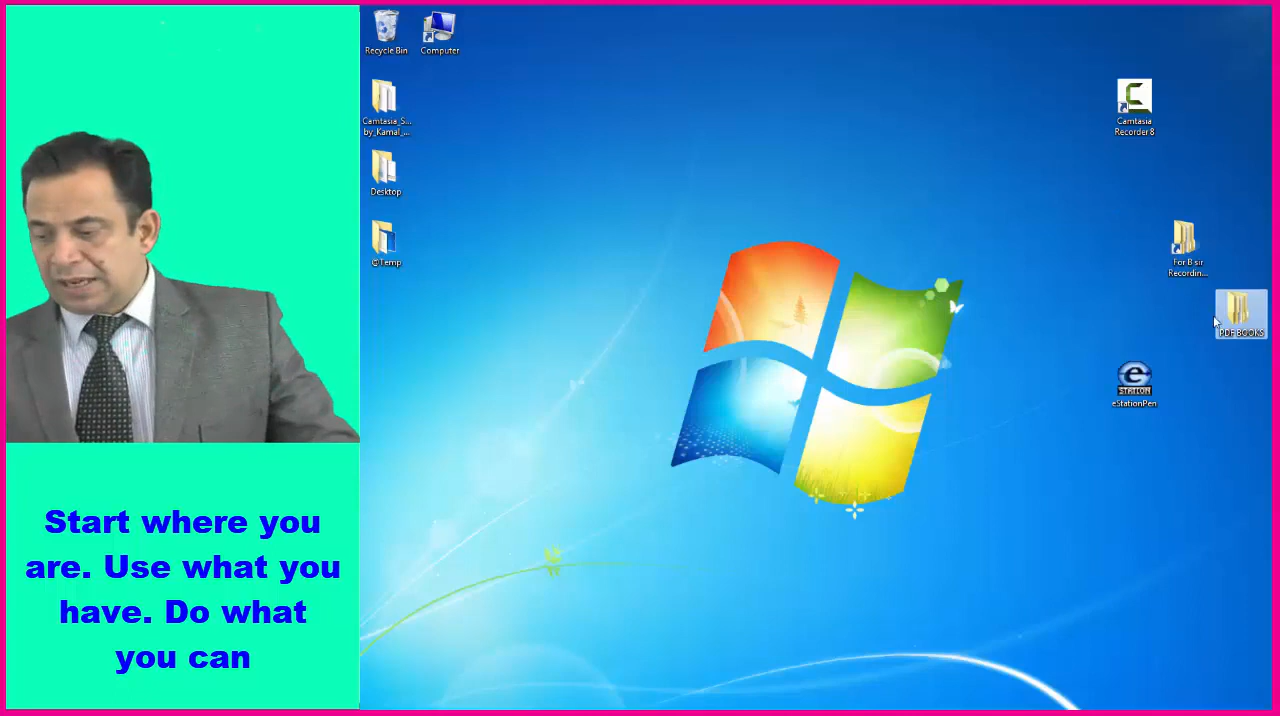 Recycle Bin
Computer
Camtasia_S...
by_Kamal_...
Desktop
@Temp
Camtasia
Recorder 8
For B sir
Recordin...
PDF BOOKS
e
STATION
eStationPen
Start where you
are. Use what you
have. Do what
you can